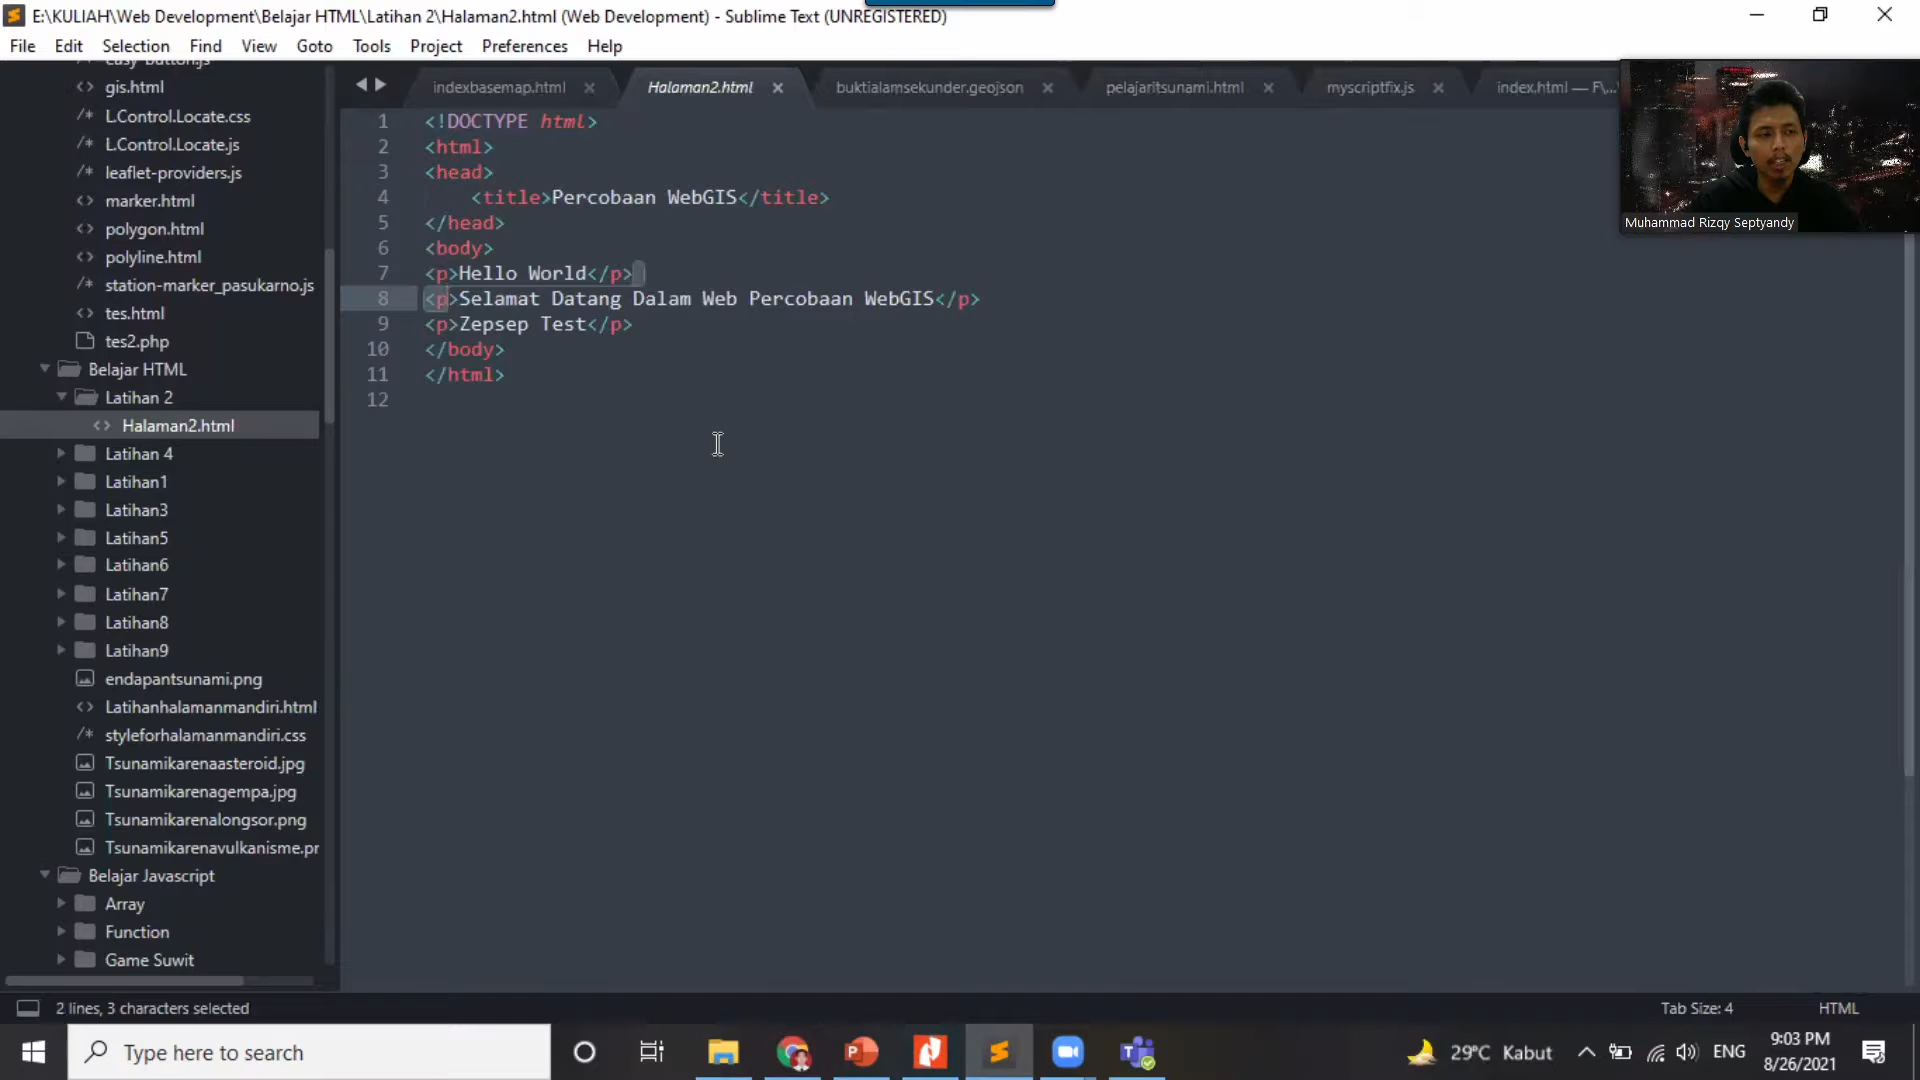 E:\KULIAH\Web Development\Belajar HTML\Latihan 2\Halaman2.html (Web Development) - Sublime Text (UNREGISTERED)
File Edit Selection Find View Goto Tools Project Preferences Help
easy-button.js
gis.html
L.Control.Locate.css
L.Control.Locate.js
leaflet-providers.js
marker.html
polygon.html
polyline.html
station-marker_pasukarno.js
tes.html
tes2.php
Belajar HTML
Latihan 2
Halaman2.html
Latihan 4
Latihan1
Latihan3
Latihan5
Latihan6
Latihan7
Latihan8
Latihan9
endapantsunami.png
Latihanhalamanmandiri.html
styleforhalamanmandiri.css
Tsunamikarenaasteroid.jpg
Tsunamikarenagempa.jpg
Tsunamikarenalongsor.png
Tsunamikarenavulkanisme.pr
Belajar Javascript
Array
Function
Game Suwit
indexbasemap.html Halaman2.html buktialamsekunder.geojson pelajaritsunami.html myscriptfix.js index.html — F\...
1 <!DOCTYPE html>
2 <html>
3 <head>
4 <title>Percobaan WebGIS</title>
5 </head>
6 <body>
7 <p>Hello World</p>
8 <p>Selamat Datang Dalam Web Percobaan WebGIS</p>
9 <p>Zepsep Test</p>
10 </body>
11 </html>
12
Muhammad Rizqy Septyandy
2 lines, 3 characters selected
Tab Size: 4
HTML
Type here to search
29°C Kabut
ENG
9:03 PM
8/26/2021